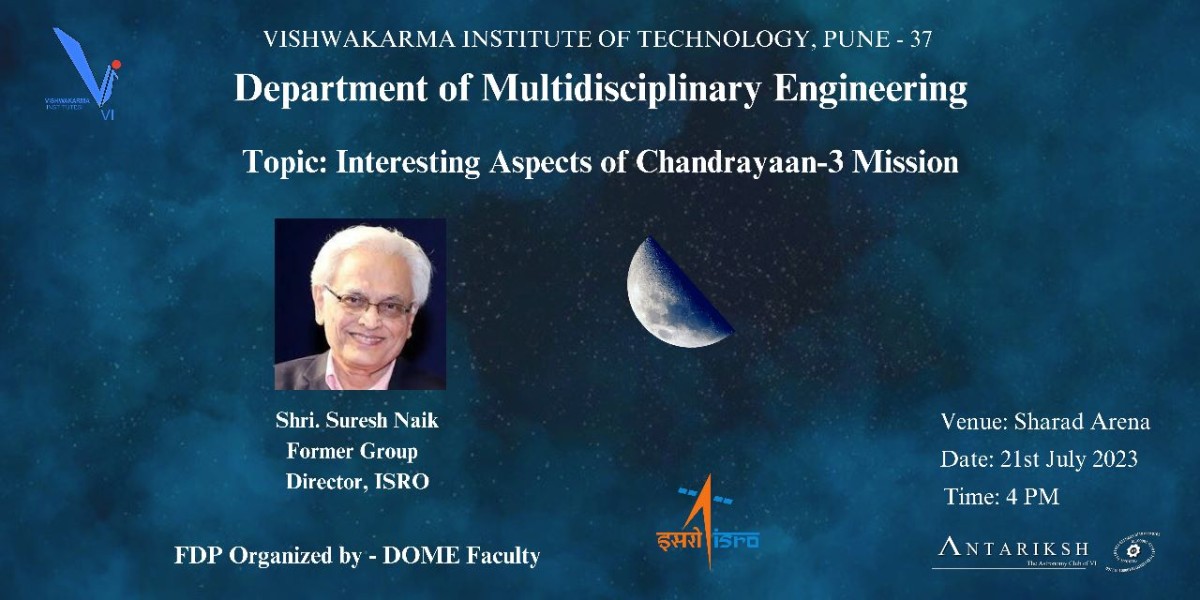 VISHWAKARMA INSTITUTE OF TECHNOLOGY, PUNE - 37
Department of Multidisciplinary Engineering
VISHWAKARMA
INSTITUTES
VI
Topic: Interesting Aspects of Chandrayaan-3 Mission
Shri. Suresh Naik
Former Group
Director, ISRO
Venue: Sharad Arena
Date: 21st July 2023
Time: 4 PM
इसरो isro
FDP Organized by - DOME Faculty
ANTARIKSH
The Astronomy Club of VI